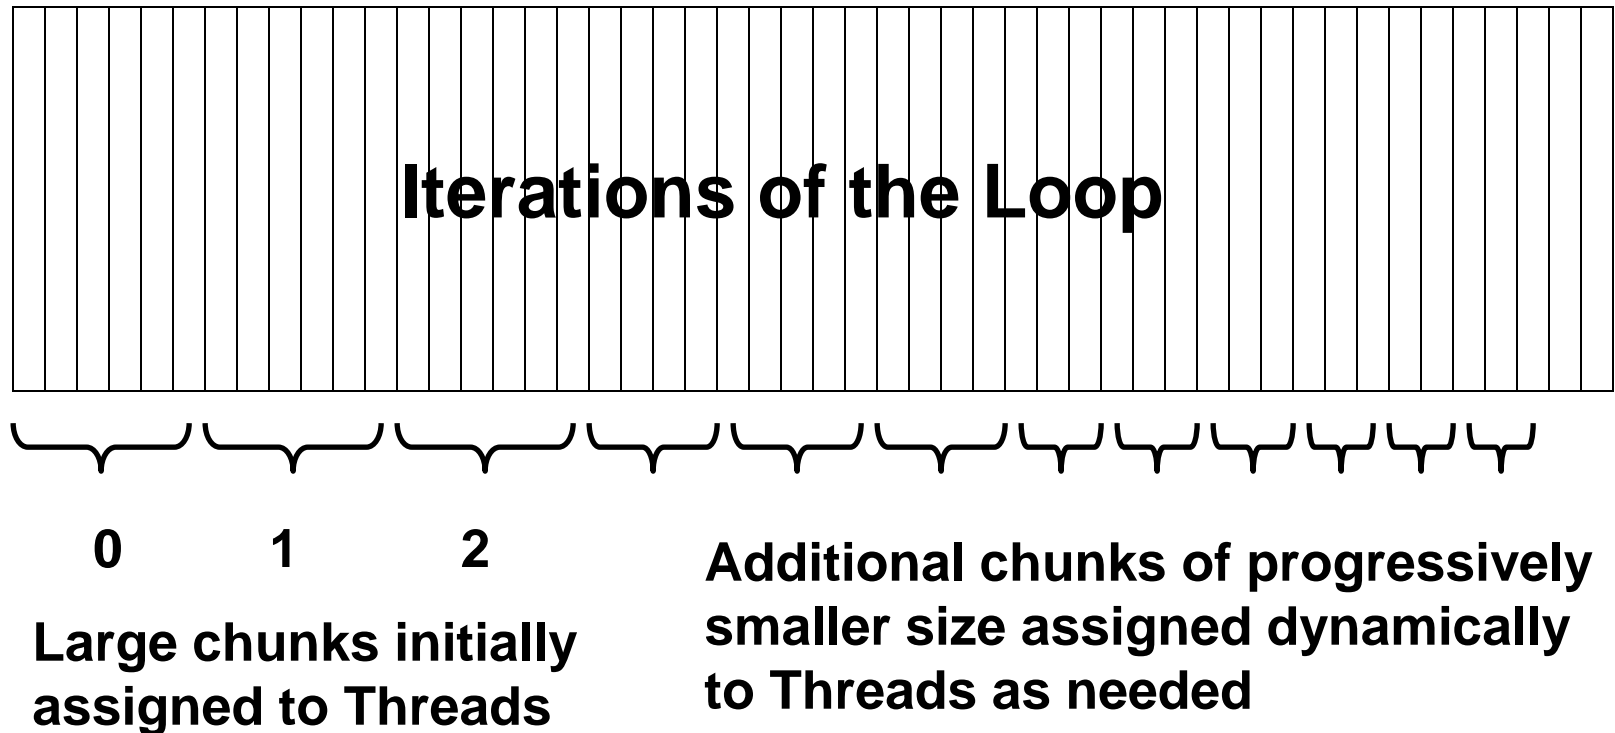 Iterations of the Loop
0 1 2
Large chunks initially
assigned to Threads
Additional chunks of progressively
smaller size assigned dynamically
to Threads as needed